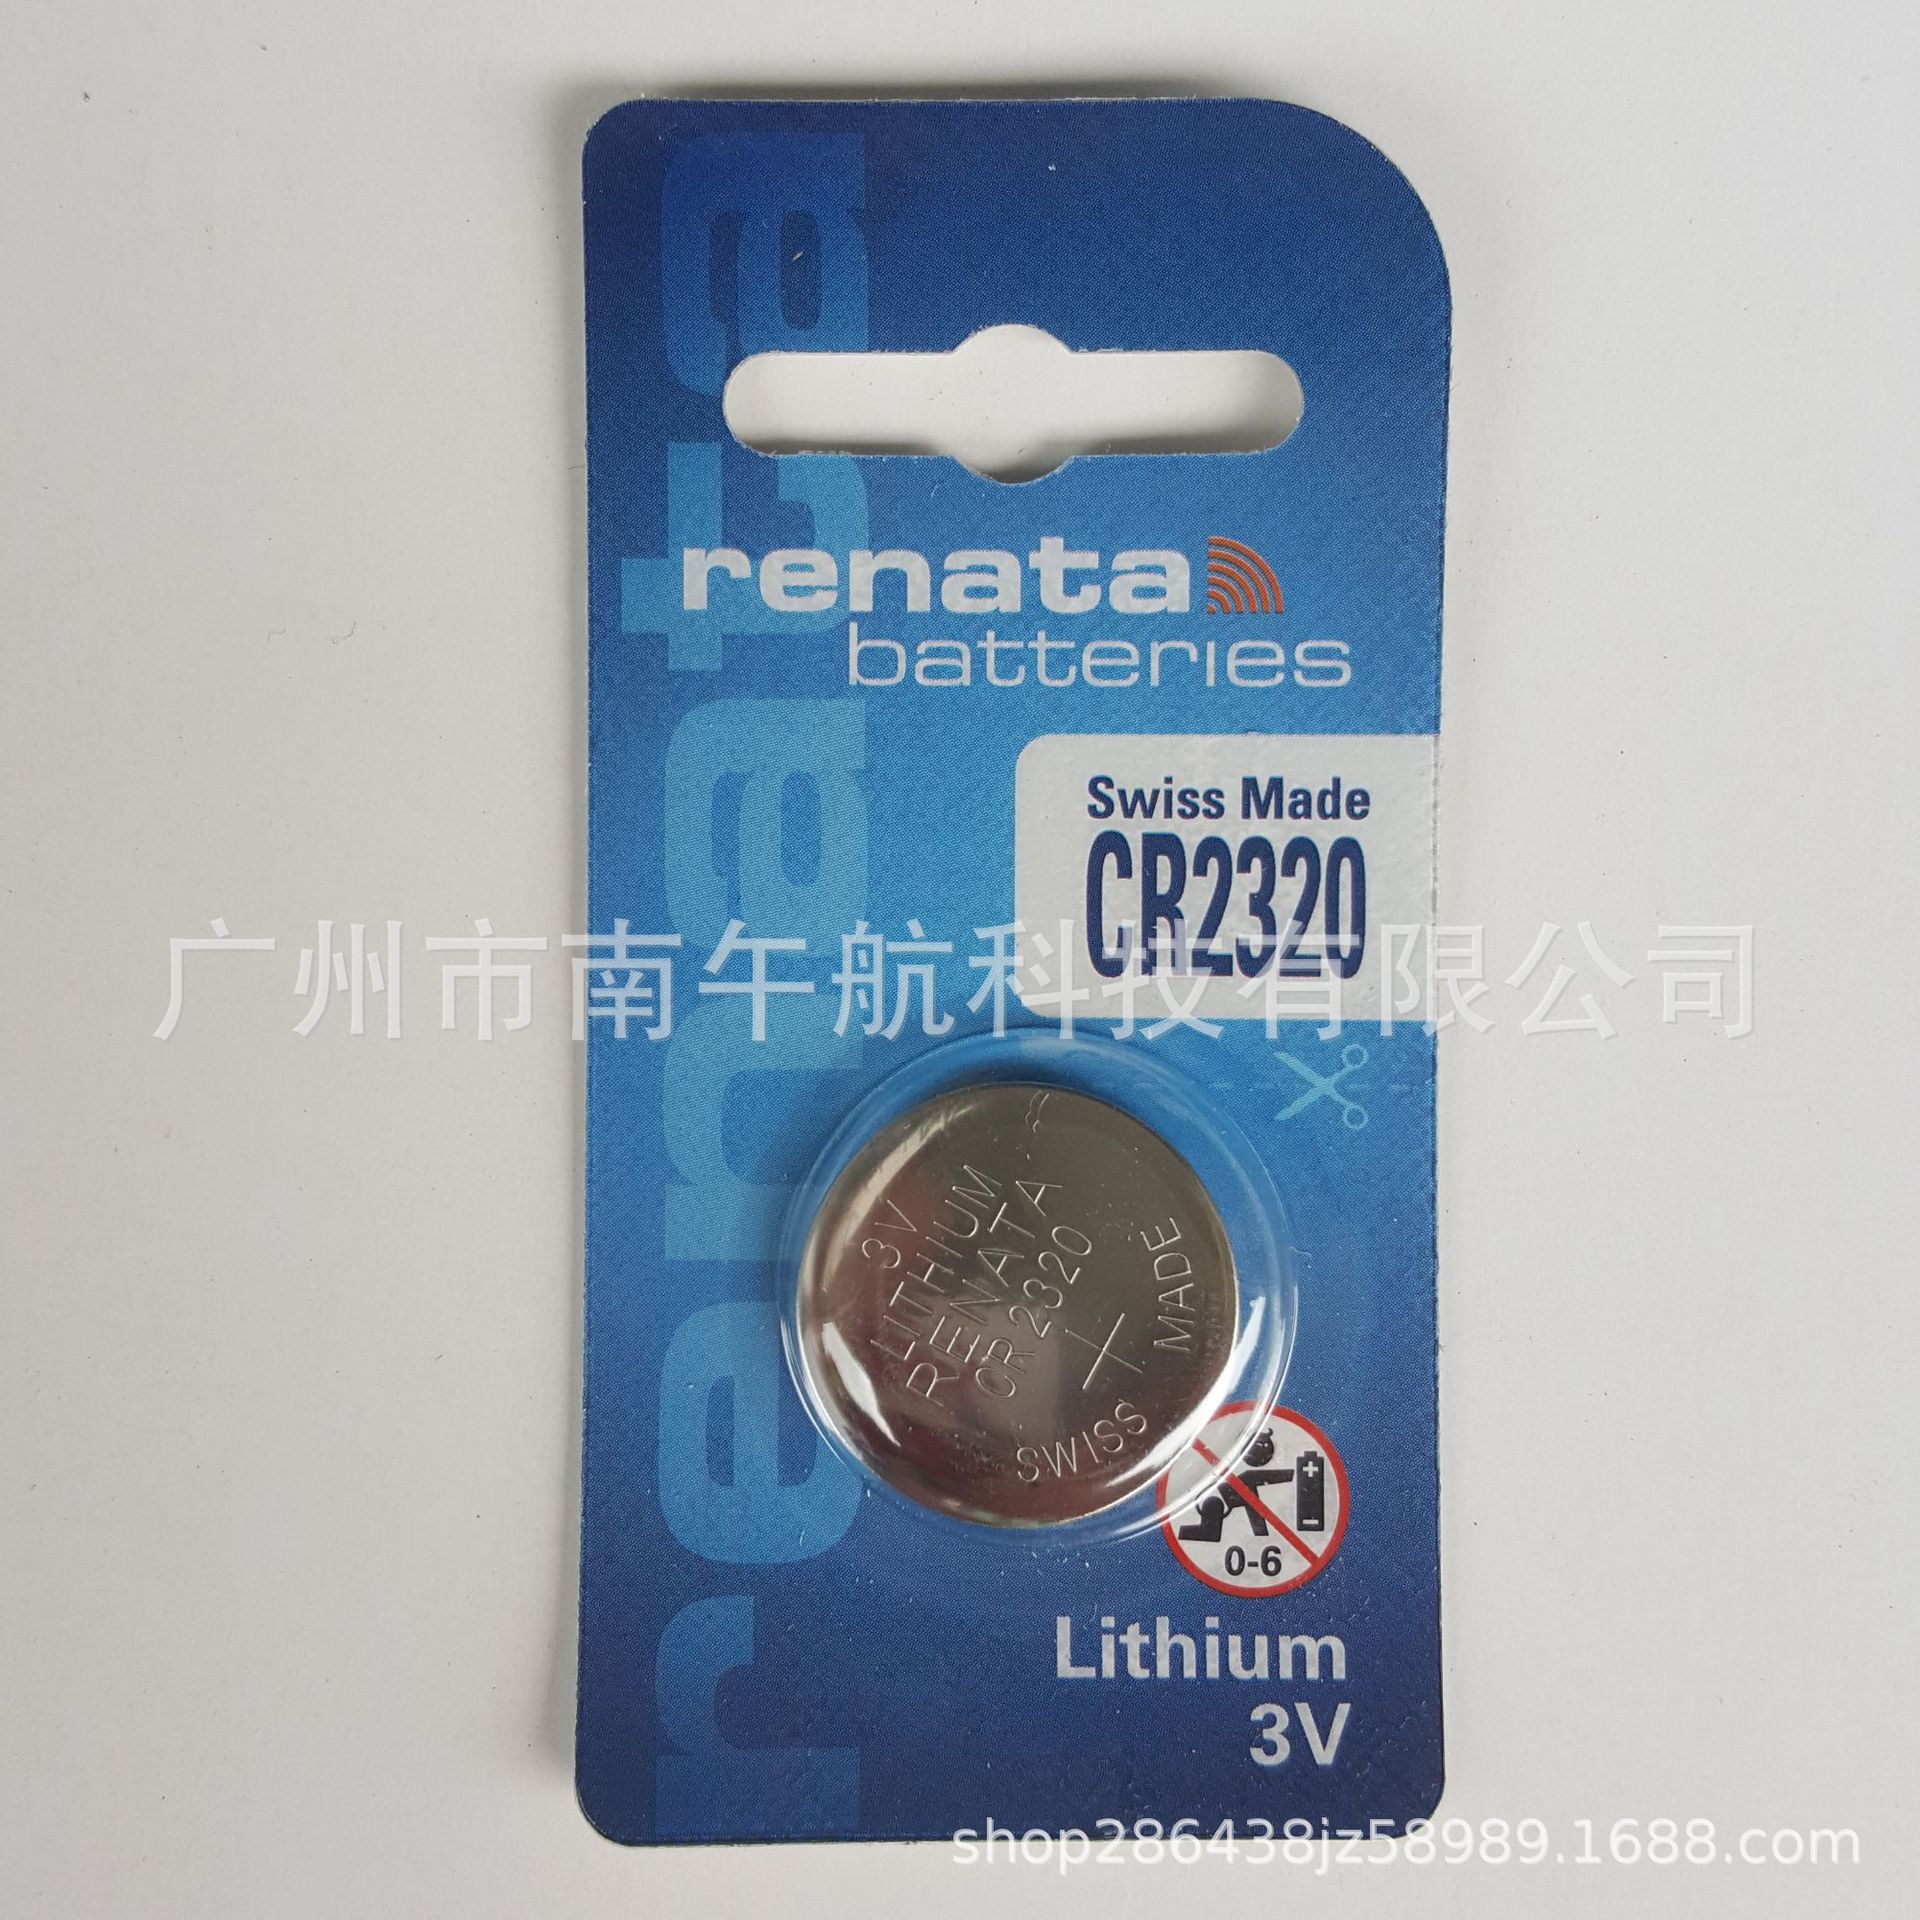 renata
renata
batteries
Swiss Made
CR2320
广州市南午航科技有限公司
3V
LITHIUM
RENATA
CR2320
+
SWISS MADE
+
-
0-6
Lithium
3V
shop286438jz58989.1688.com